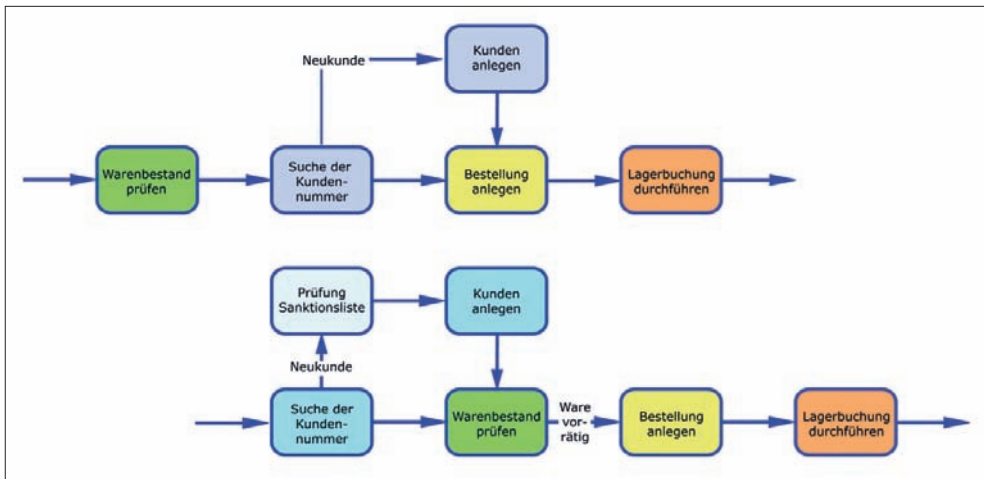 Neukunde
Kunden
anlegen
Warenbestand
prüfen
Suche der
Kunden-
nummer
Bestellung
anlegen
Lagerbuchung
durchführen
Prüfung
Sanktionsliste
Kunden
anlegen
Neukunde
Suche der
Kunden-
nummer
Warenbestand
prüfen
Ware
vor-
rätig
Bestellung
anlegen
Lagerbuchung
durchführen